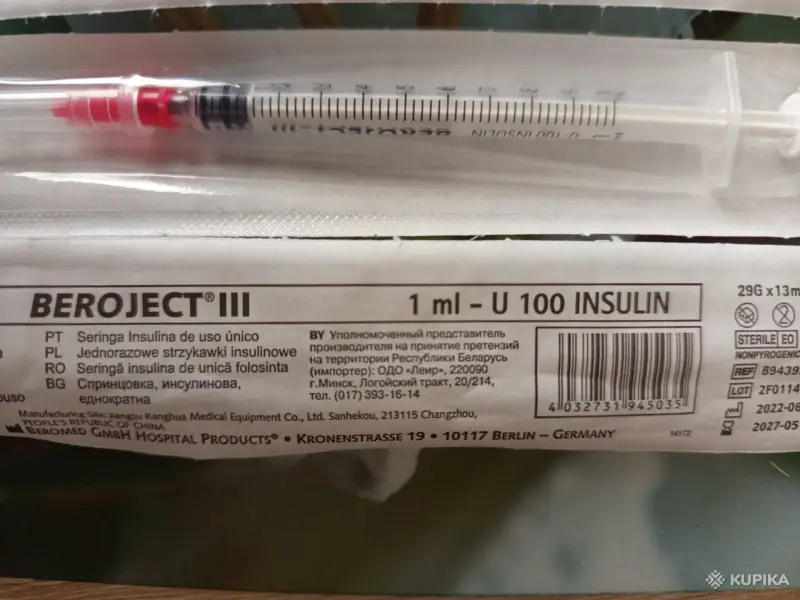 U-100 INSULIN
BEROJECT® III
1 ml – U 100 INSULIN
29G x 13m
PT Seringa Insulina de uso único
PL Jednorazowe strzykawki insulinowe
RO Seringă insulina de unică folosinta
BG Спринцовка, инсулинова,
еднократна
BY Уполномоченный представитель
производителя на принятие претензий
на территории Республики Беларусь
(импортер): ОДО «Леир», 220090
г.Минск, Логойский тракт, 20/214,
тел. (017) 393-16-14
4 032731 945035
STERILE EO
NONPYROGENIC
REF 89439
LOT 2F0114
2022-06
2027-05
Manufacturing Site: Jiangsu Kanghua Medical Equipment Co., Ltd. Sanhekou, 213115 Changzhou,
PEOPLE'S REPUBLIC OF CHINA
BEROMED GMBH HOSPITAL PRODUCTS® • KRONENSTRASSE 19 • 10117 BERLIN – GERMANY
14572
KUPIKA